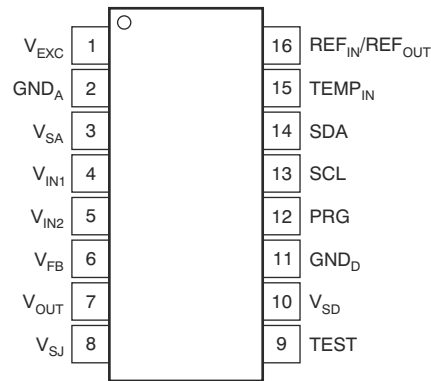 V_EXC 1 16 REF_IN/REF_OUT
GND_A 2 15 TEMP_IN
V_SA 3 14 SDA
V_IN1 4 13 SCL
V_IN2 5 12 PRG
V_FB 6 11 GND_D
V_OUT 7 10 V_SD
V_SJ 8 9 TEST